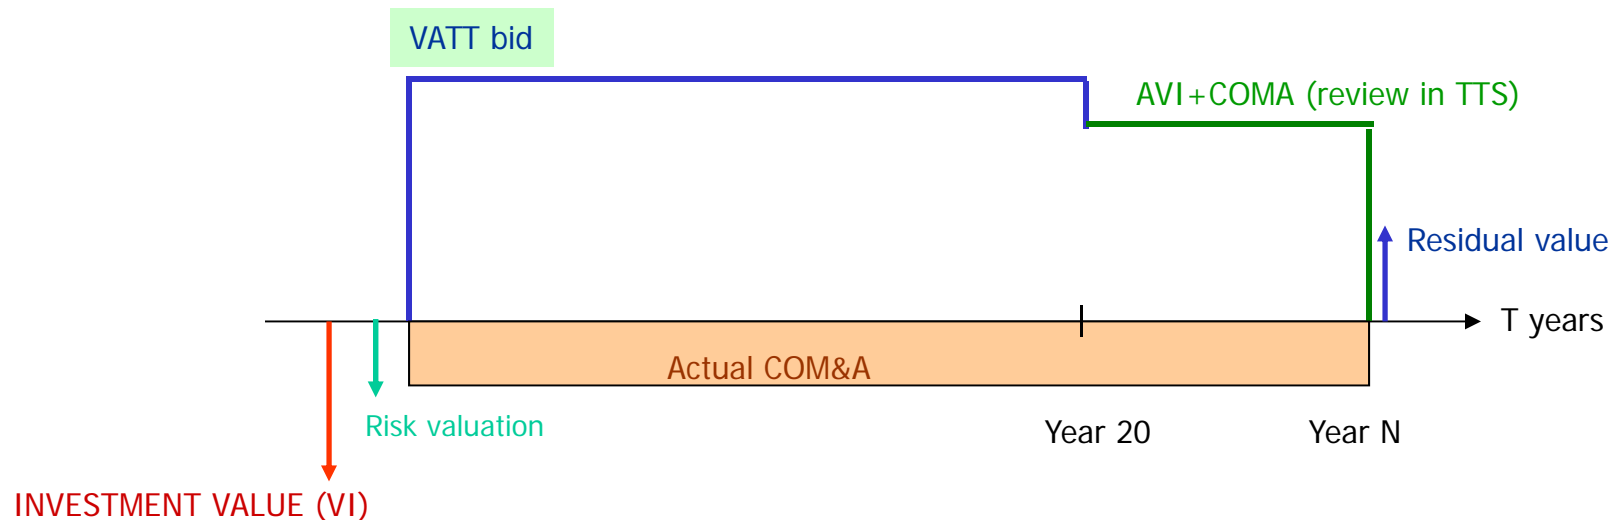 VATT bid
AVI+COMA (review in TTS)
Residual value
T years
Actual COM&A
Risk valuation
Year 20
Year N
INVESTMENT VALUE (VI)